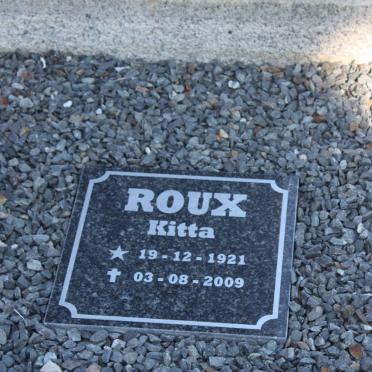 ROUX
Kitta
★ 19-12-1921
✝ 03-08-2009